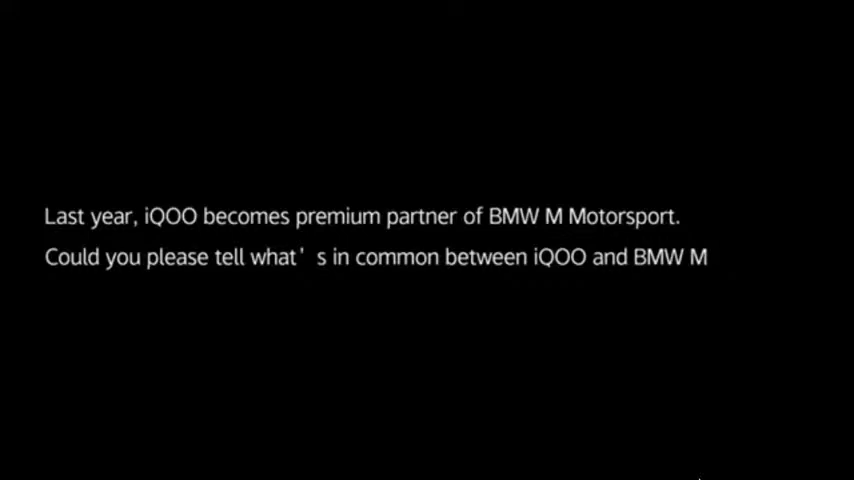 Last year, iQOO becomes premium partner of BMW M Motorsport.
Could you please tell what's in common between iQOO and BMW M